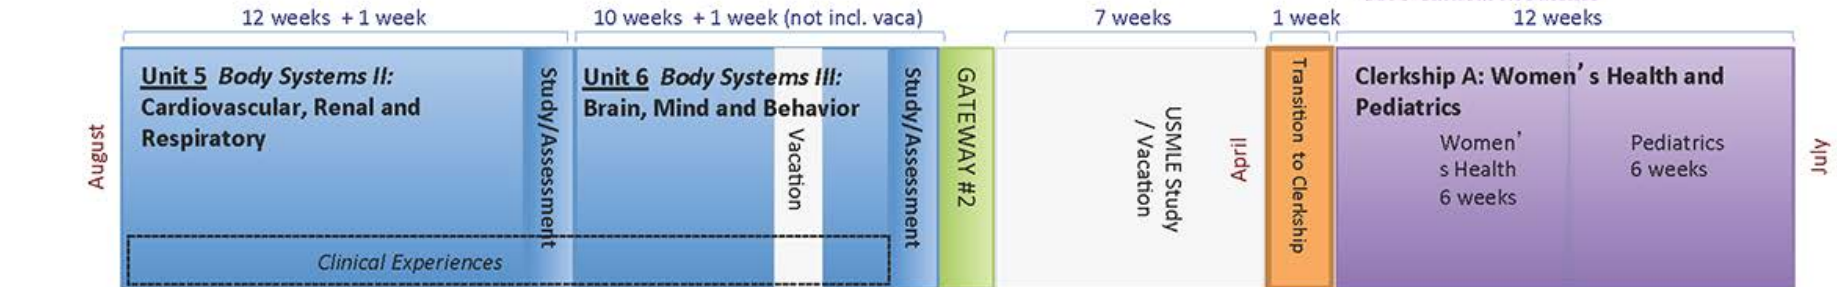 12 weeks + 1 week
10 weeks + 1 week (not incl. vaca)
7 weeks
1 week
12 weeks
August
Unit 5 Body Systems II:
Cardiovascular, Renal and
Respiratory
Study/Assessment
Unit 6 Body Systems III:
Brain, Mind and Behavior
Vacation
Study/Assessment
Clinical Experiences
GATEWAY #2
USMLE Study
/ Vacation
April
Transition to Clerkship
Clerkship A: Women’s Health and
Pediatrics
Women’
s Health
6 weeks
Pediatrics
6 weeks
July